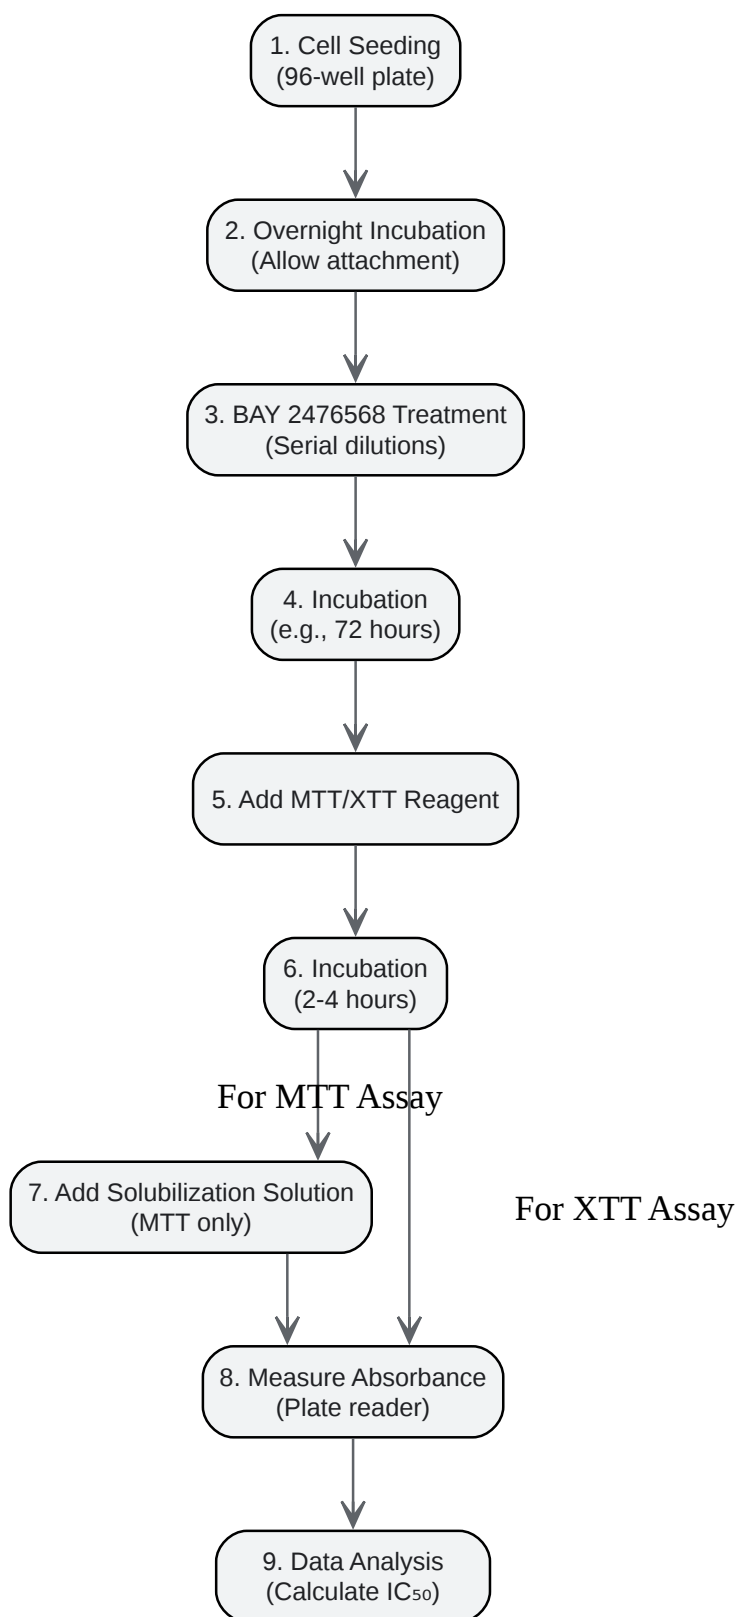 1. Cell Seeding
(96-well plate)
2. Overnight Incubation
(Allow attachment)
3. BAY 2476568 Treatment
(Serial dilutions)
4. Incubation
(e.g., 72 hours)
5. Add MTT/XTT Reagent
6. Incubation
(2-4 hours)
For MTT Assay
7. Add Solubilization Solution
(MTT only)
For XTT Assay
8. Measure Absorbance
(Plate reader)
9. Data Analysis
(Calculate IC₅₀)